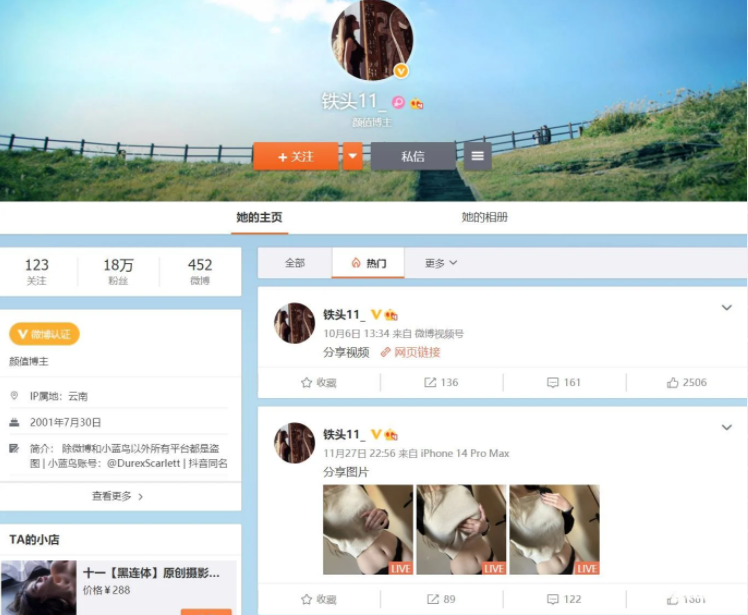 铁头11_
颜值博主
+ 关注
私信
她的主页
她的相册
123
关注
18万
粉丝
452
微博
全部
热门
更多
微博认证
颜值博主
IP属地：云南
2001年7月30日
简介： 除微博和小蓝鸟以外所有平台都是盗
图 | 小蓝鸟账号：@DurexScarlett | 抖音同名
查看更多 >
TA的小店
十一【黑连体】原创摄影...
价格￥288
铁头11_
10月6日 13:34 来自 微博视频号
分享视频 网页链接
收藏
136
161
2506
铁头11_
11月27日 22:56 来自 iPhone 14 Pro Max
分享图片
LIVE
LIVE
LIVE
收藏
89
122